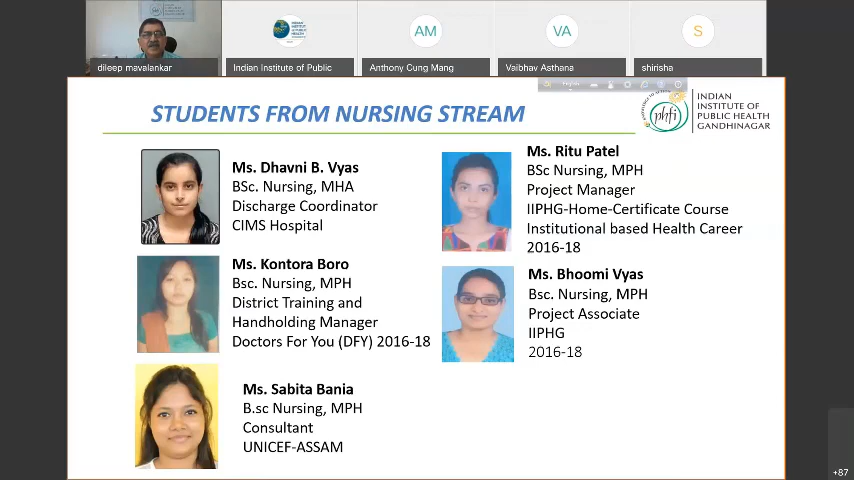 AM
VA
S
dileep mavalankar
Indian Institute of Public
Anthony Cung Mang
Vaibhav Asthana
shirisha
English
STUDENTS FROM NURSING STREAM
phfi
INDIAN
INSTITUTE OF
PUBLIC HEALTH
GANDHINAGAR
Ms. Dhavni B. Vyas
BSc. Nursing, MHA
Discharge Coordinator
CIMS Hospital
Ms. Ritu Patel
BSc Nursing, MPH
Project Manager
IIPHG-Home-Certificate Course
Institutional based Health Career
2016-18
Ms. Kontora Boro
Bsc. Nursing, MPH
District Training and
Handholding Manager
Doctors For You (DFY) 2016-18
Ms. Bhoomi Vyas
Bsc. Nursing, MPH
Project Associate
IIPHG
2016-18
Ms. Sabita Bania
B.sc Nursing, MPH
Consultant
UNICEF-ASSAM
+87